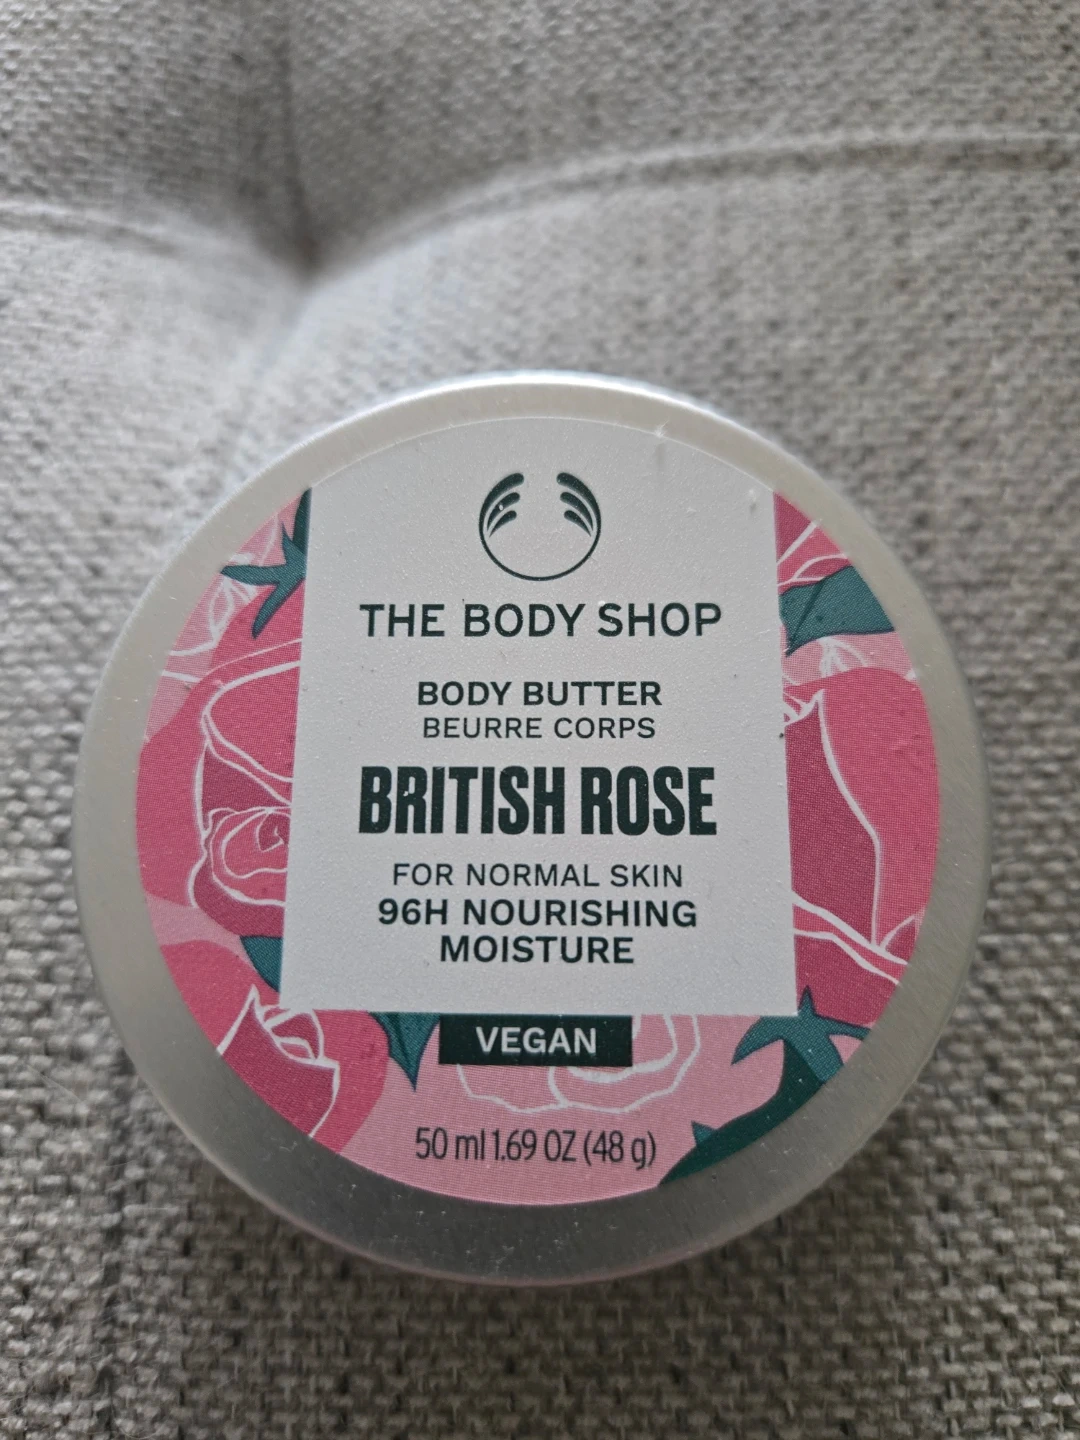 THE BODY SHOP
BODY BUTTER
BEURRE CORPS
BRITISH ROSE
FOR NORMAL SKIN
96H NOURISHING
MOISTURE
VEGAN
50 ml 1.69 OZ (48 g)